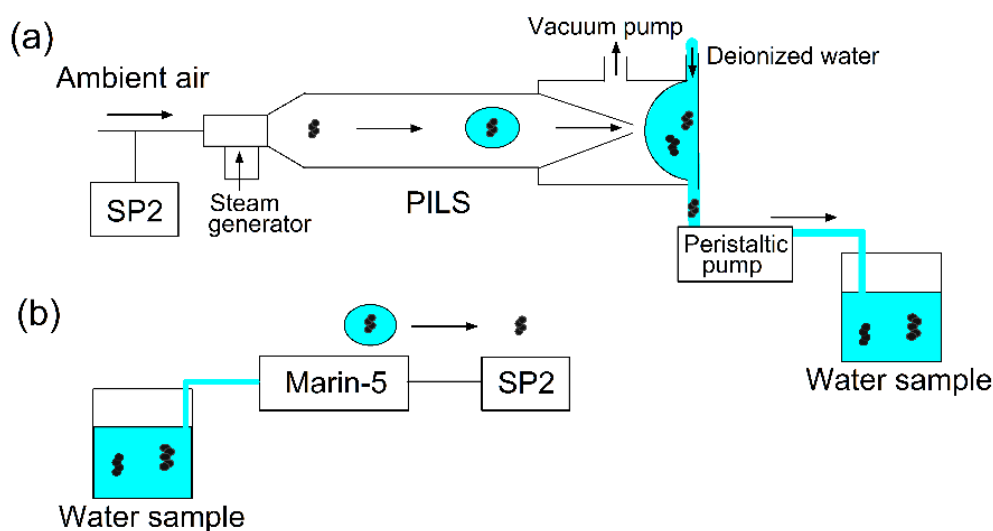 (a)
Vacuum pump
Deionized water
Ambient air
SP2
Steam
generator
PILS
Peristaltic
pump
Water sample
(b)
Marin-5
SP2
Water sample